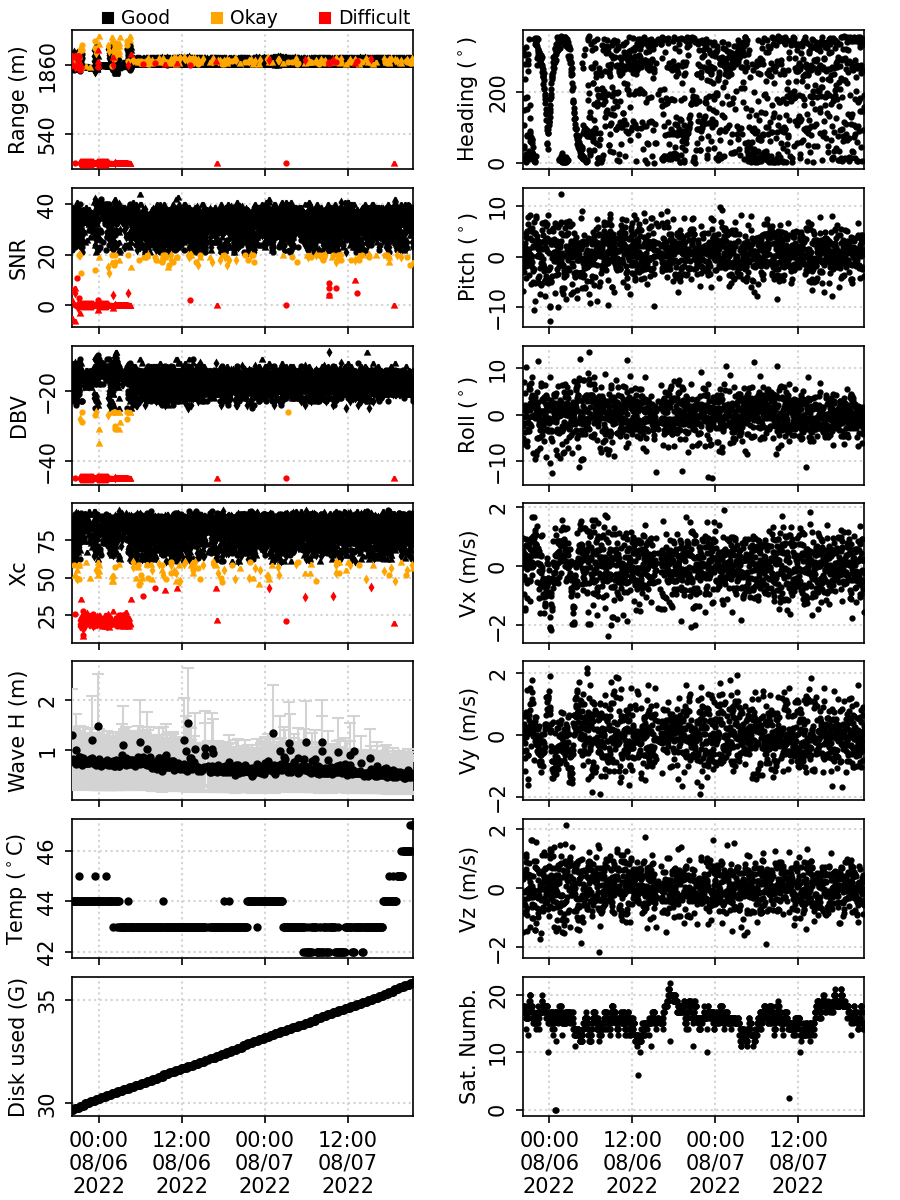 Good Okay Difficult
Range (m)
1860
540
Heading (°)
200
0
SNR
40
20
0
Pitch (°)
10
0
−10
DBV
−20
−40
Roll (°)
10
0
−10
Xc
75
50
25
Vx (m/s)
2
0
−2
Wave H (m)
2
1
Vy (m/s)
2
0
−2
Temp (°C)
46
44
42
Vz (m/s)
2
0
−2
Disk used (G)
35
30
Sat. Numb.
20
10
0
00:00 12:00 00:00 12:00
08/06 08/06 08/07 08/07
2022 2022 2022 2022
00:00 12:00 00:00 12:00
08/06 08/06 08/07 08/07
2022 2022 2022 2022